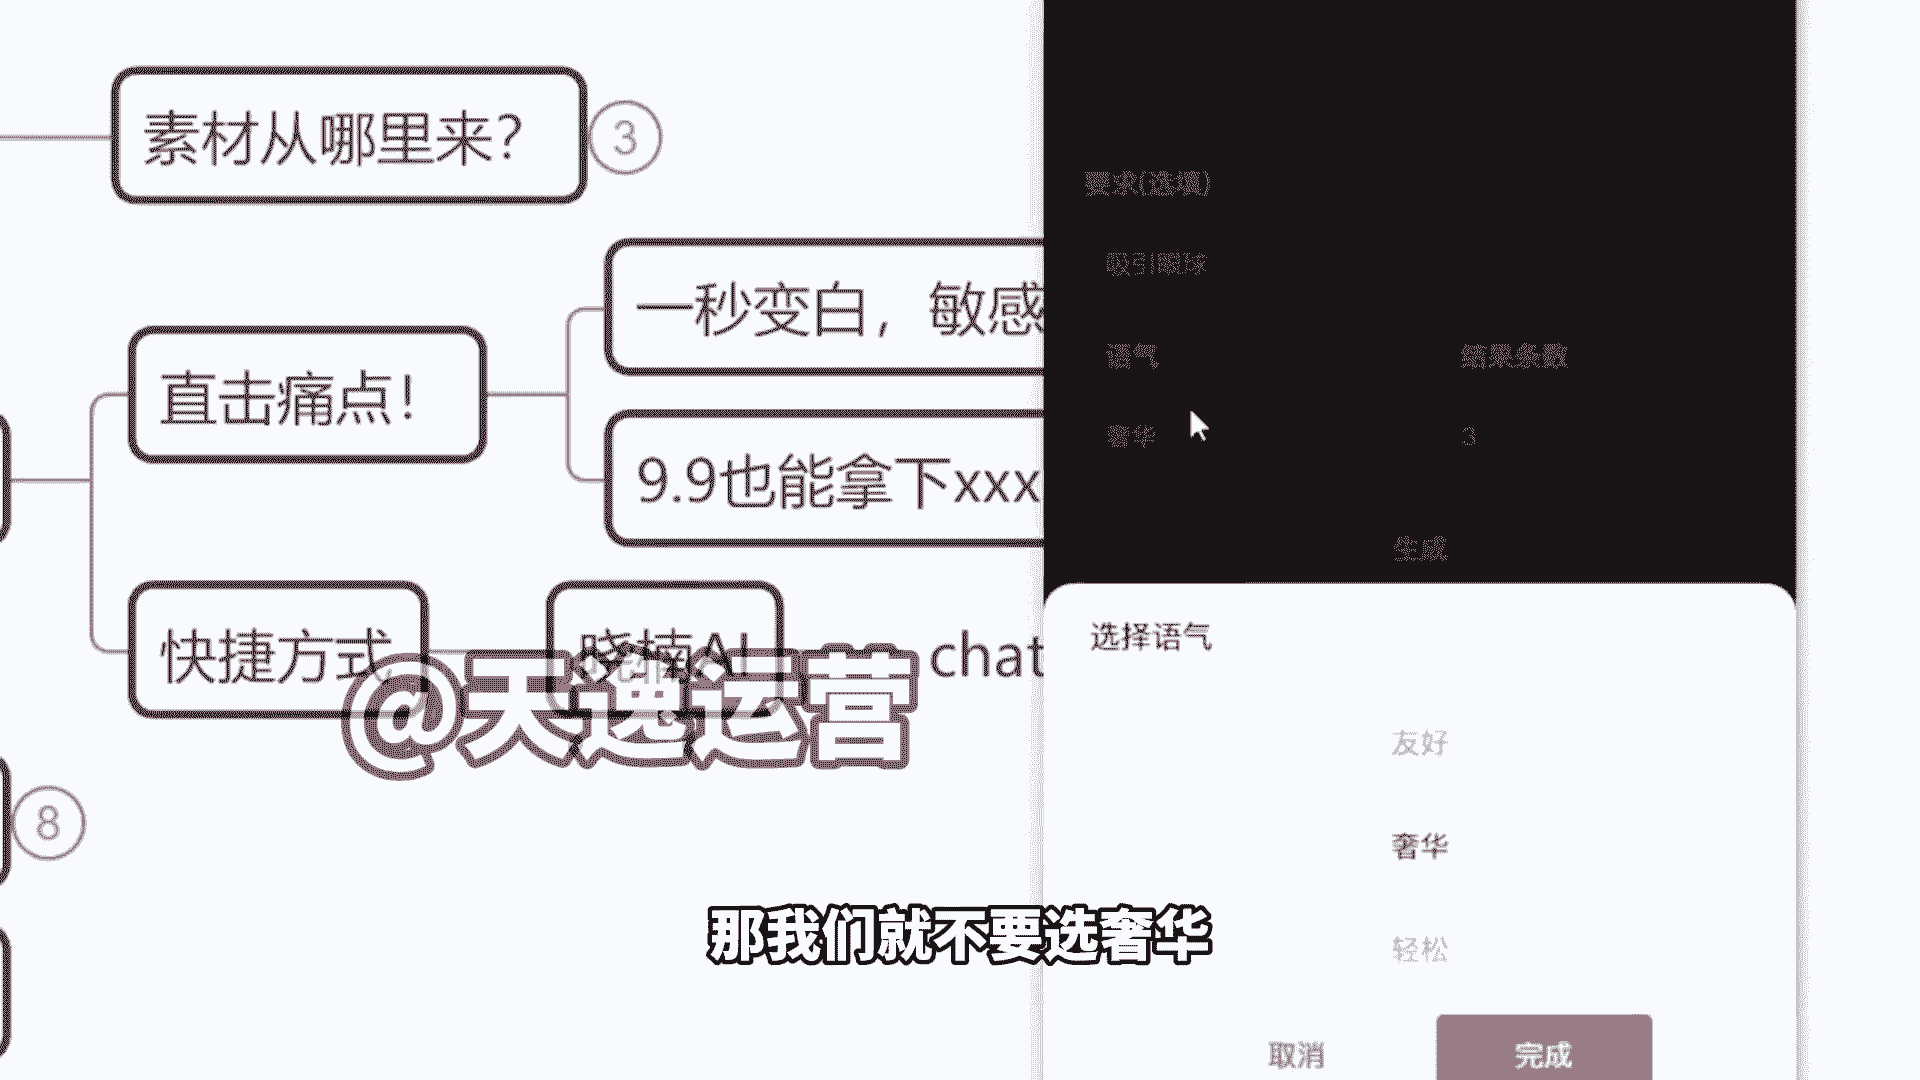 素材从哪里来？
3
一秒变白，敏感
直击痛点！
9.9也能拿下xxx
快捷方式
晓楠AI
chat
@天逸运营
8
要求(选填)
吸引眼球
语气
结果条数
奢华
3
生成
选择语气
友好
奢华
轻松
取消
完成
那我们就不要选奢华